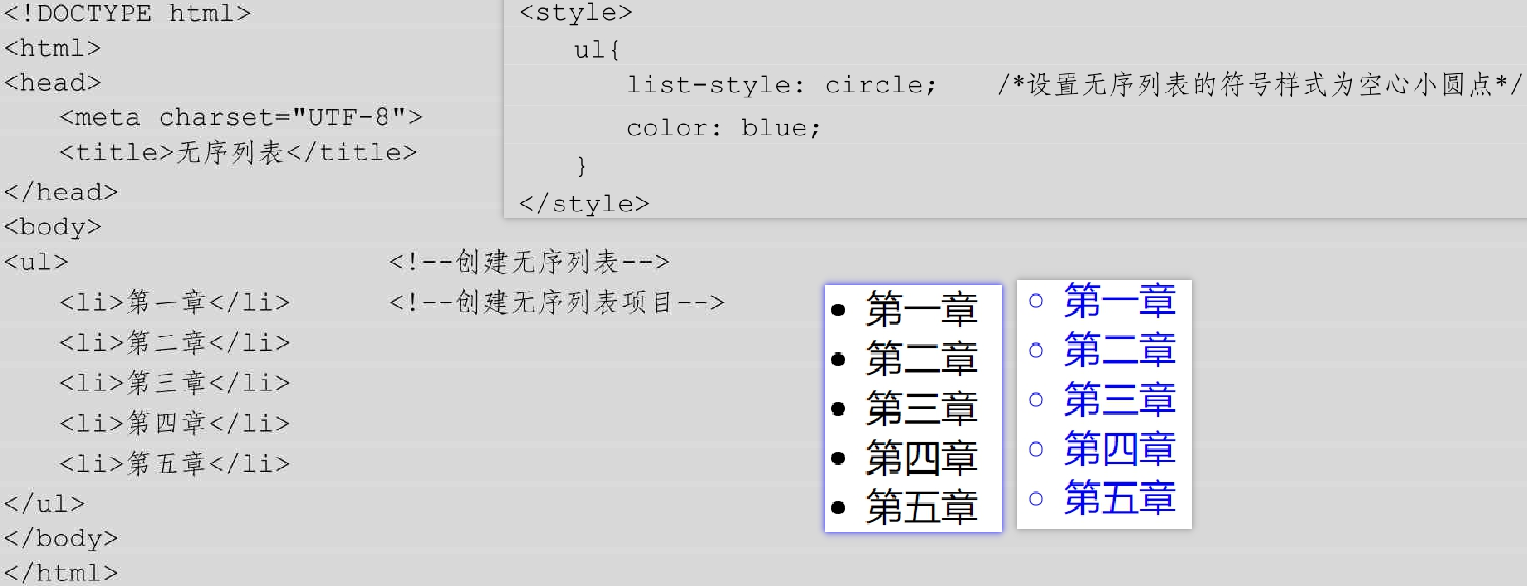 <!DOCTYPE html>
<html>
<head>
<meta charset="UTF-8">
<title>无序列表</title>
</head>
<body>
<ul> <!--创建无序列表-->
<li>第一章</li> <!--创建无序列表项目-->
<li>第二章</li>
<li>第三章</li>
<li>第四章</li>
<li>第五章</li>
</ul>
</body>
</html>
<style>
ul{
list-style: circle; /*设置无序列表的符号样式为空心小圆点*/
color: blue;
}
</style>
• 第一章
• 第二章
• 第三章
• 第四章
• 第五章
○ 第一章
○ 第二章
○ 第三章
○ 第四章
○ 第五章